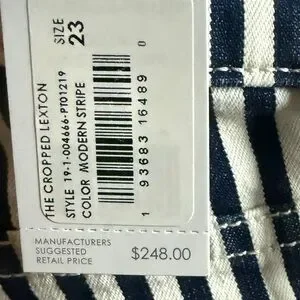 THE CROPPED LEXTON
STYLE 19-1-004666-PT01219
COLOR MODERN STRIPE
SIZE
23
1 93683 16489 0
MANUFACTURERS
SUGGESTED
RETAIL PRICE
$248.00